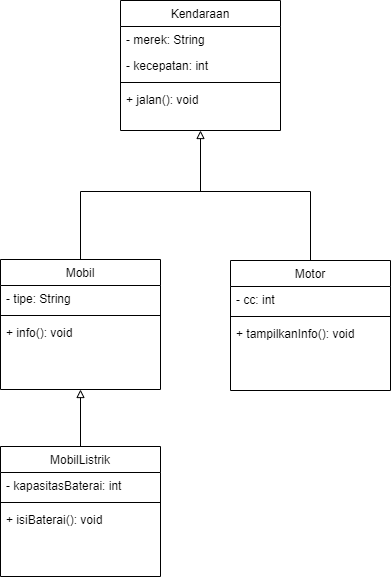 Kendaraan
- merek: String
- kecepatan: int
+ jalan(): void
Mobil
- tipe: String
+ info(): void
Motor
- cc: int
+ tampilkanInfo(): void
MobilListrik
- kapasitasBaterai: int
+ isiBaterai(): void